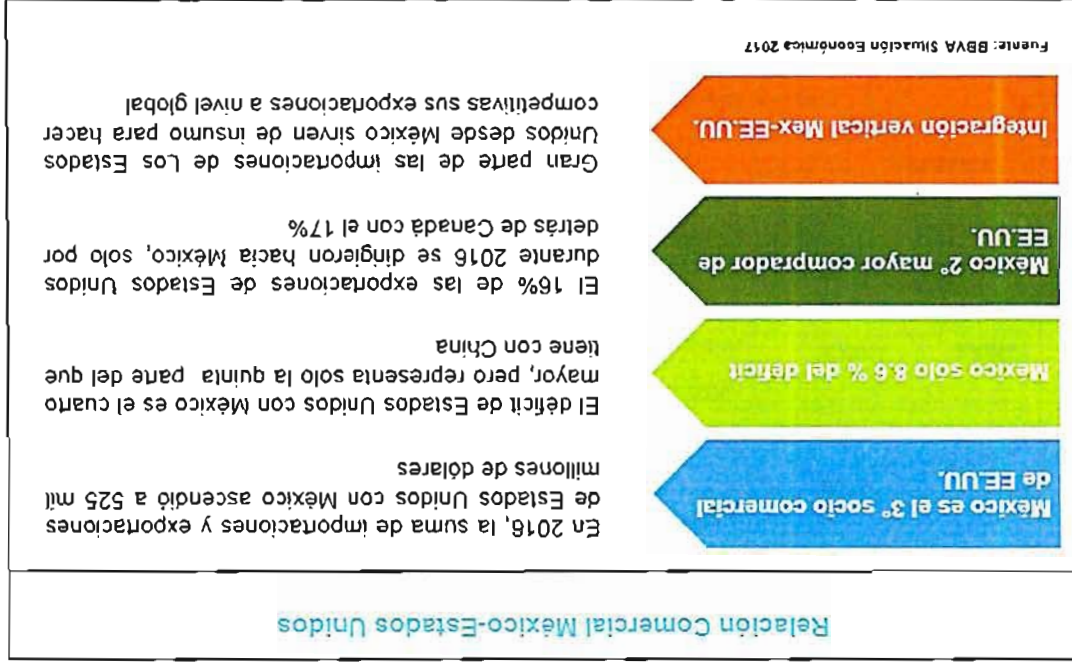 Relación Comercial México-Estados Unidos
México es el 3° socio comercial
de EE.UU.
En 2016, la suma de importaciones y exportaciones
de Estados Unidos con México ascendió a 525 mil
millones de dólares
México sólo 8.6 % del déficit
El déficit de Estados Unidos con México es el cuarto
mayor, pero representa solo la quinta parte del que
tiene con China
México 2° mayor comprador de
EE.UU.
El 16% de las exportaciones de Estados Unidos
durante 2016 se dirigieron hacia México, solo por
detrás de Canadá con el 17%
Integración vertical Mex-EE.UU.
Gran parte de las importaciones de Los Estados
Unidos desde México sirven de insumo para hacer
competitivas sus exportaciones a nivel global
Fuente: BBVA Situación Económica 2017